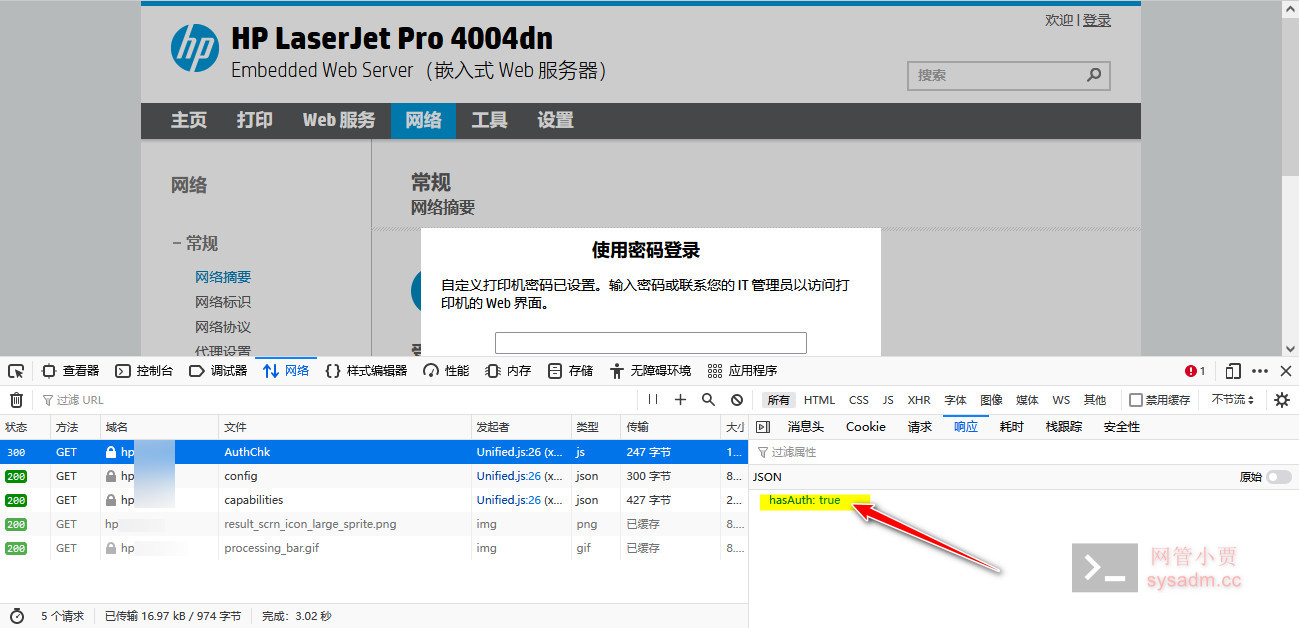 欢迎 | 登录
hp
HP LaserJet Pro 4004dn
Embedded Web Server（嵌入式 Web 服务器）
搜索
主页 打印 Web 服务 网络 工具 设置
网络
− 常规
网络摘要
网络标识
网络协议
代理设置
常规
网络摘要
使用密码登录
自定义打印机密码已设置。输入密码或联系您的 IT 管理员以访问打
印机的 Web 界面。
查看器 控制台 调试器 网络 样式编辑器 性能 内存 存储 无障碍环境 应用程序 1
过滤 URL 所有 HTML CSS JS XHR 字体 图像 媒体 WS 其他 禁用缓存 不节流
状态 方法 域名 文件 发起者 类型 传输 大小 消息头 Cookie 请求 响应 耗时 栈跟踪 安全性
300 GET hp AuthChk Unified.js:26 (x... js 247 字节 1...
200 GET hp config Unified.js:26 (x... json 300 字节 8...
200 GET hp capabilities Unified.js:26 (x... json 427 字节 2...
200 GET hp result_scrn_icon_large_sprite.png img png 已缓存 8...
200 GET hp processing_bar.gif img gif 已缓存 8...
过滤属性
JSON 原始
hasAuth: true
网管小贾
sysadm.cc
5 个请求 已传输 16.97 kB / 974 字节 完成：3.02 秒